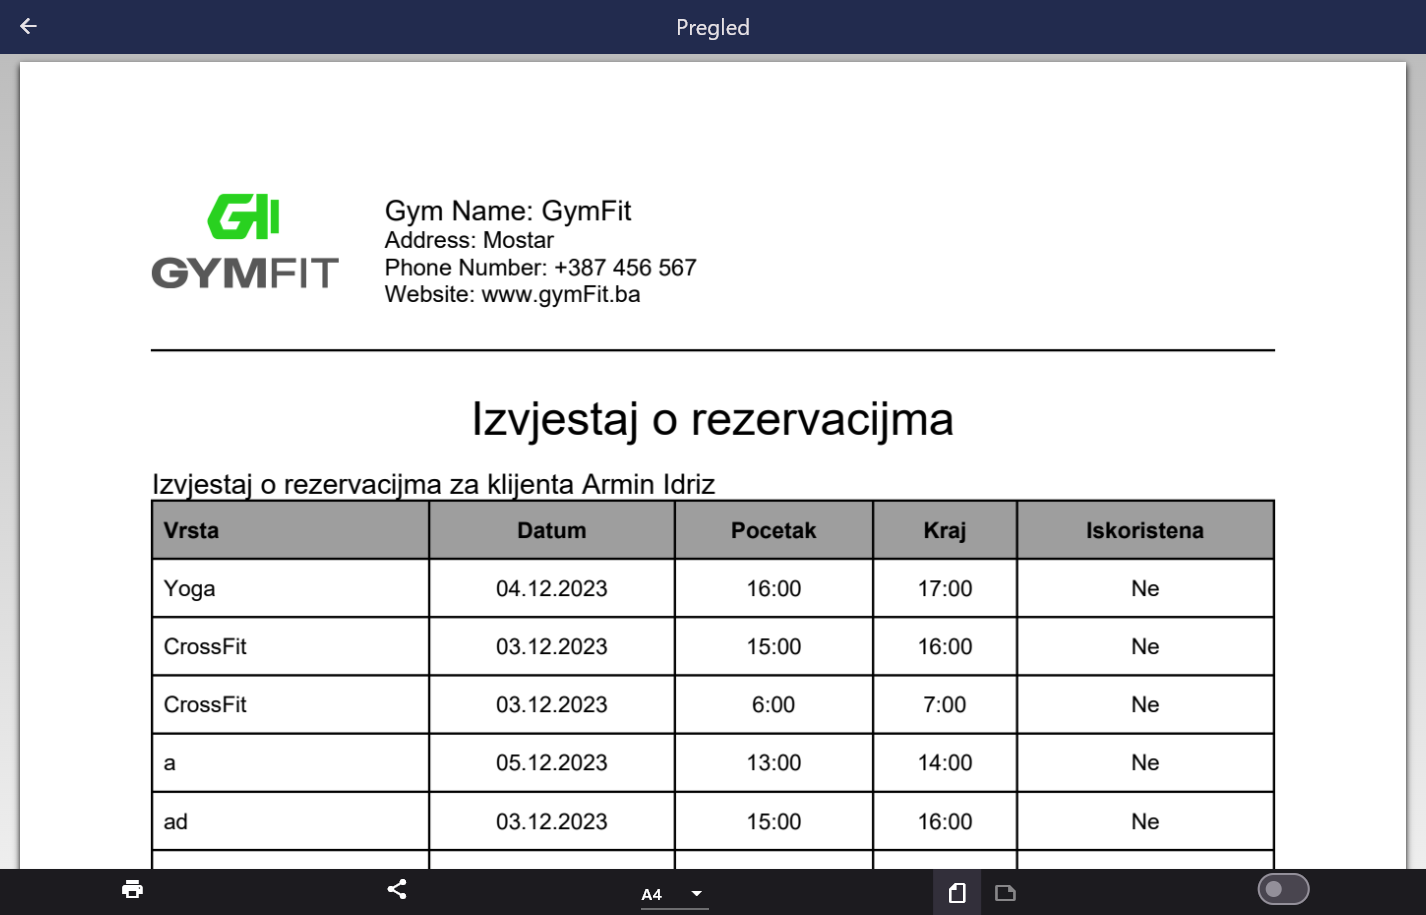 Pregled
GYMFIT
Gym Name: GymFit
Address: Mostar
Phone Number: +387 456 567
Website: www.gymFit.ba
Izvjestaj o rezervacijma
Izvjestaj o rezervacijma za klijenta Armin Idriz
Vrsta Datum Pocetak Kraj Iskoristena
Yoga 04.12.2023 16:00 17:00 Ne
CrossFit 03.12.2023 15:00 16:00 Ne
CrossFit 03.12.2023 6:00 7:00 Ne
a 05.12.2023 13:00 14:00 Ne
ad 03.12.2023 15:00 16:00 Ne
A4